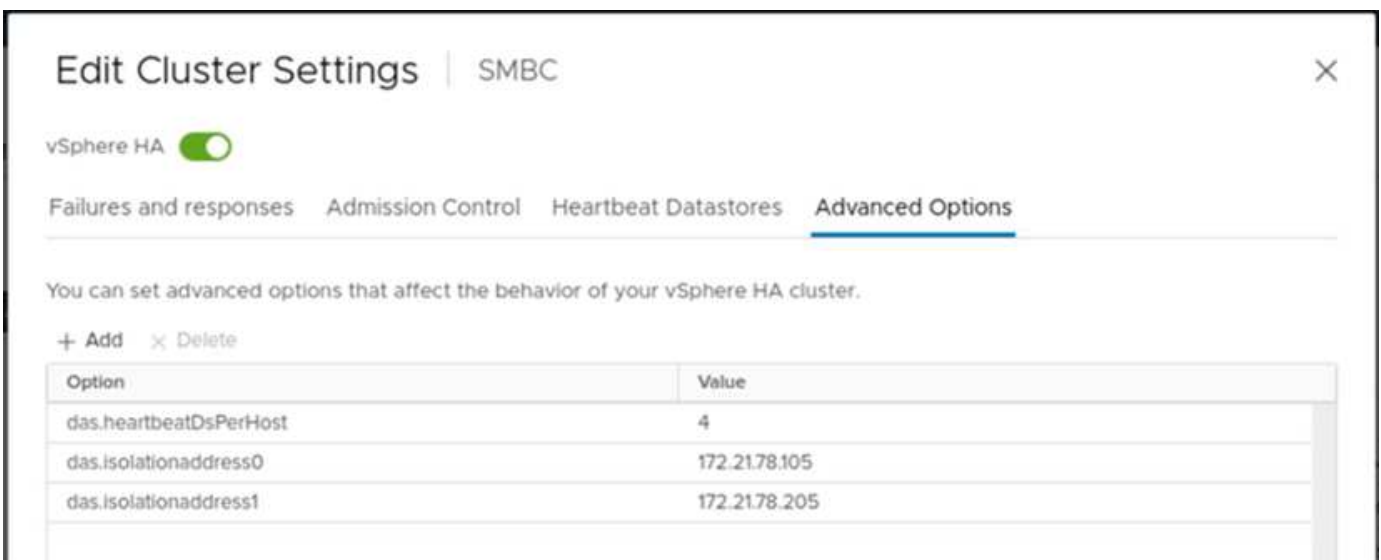 Edit Cluster Settings | SMBC
vSphere HA
Failures and responses Admission Control Heartbeat Datastores Advanced Options
You can set advanced options that affect the behavior of your vSphere HA cluster.
+ Add × Delete
Option Value
das.heartbeatDsPerHost 4
das.isolationaddress0 172.21.78.105
das.isolationaddress1 172.21.78.205